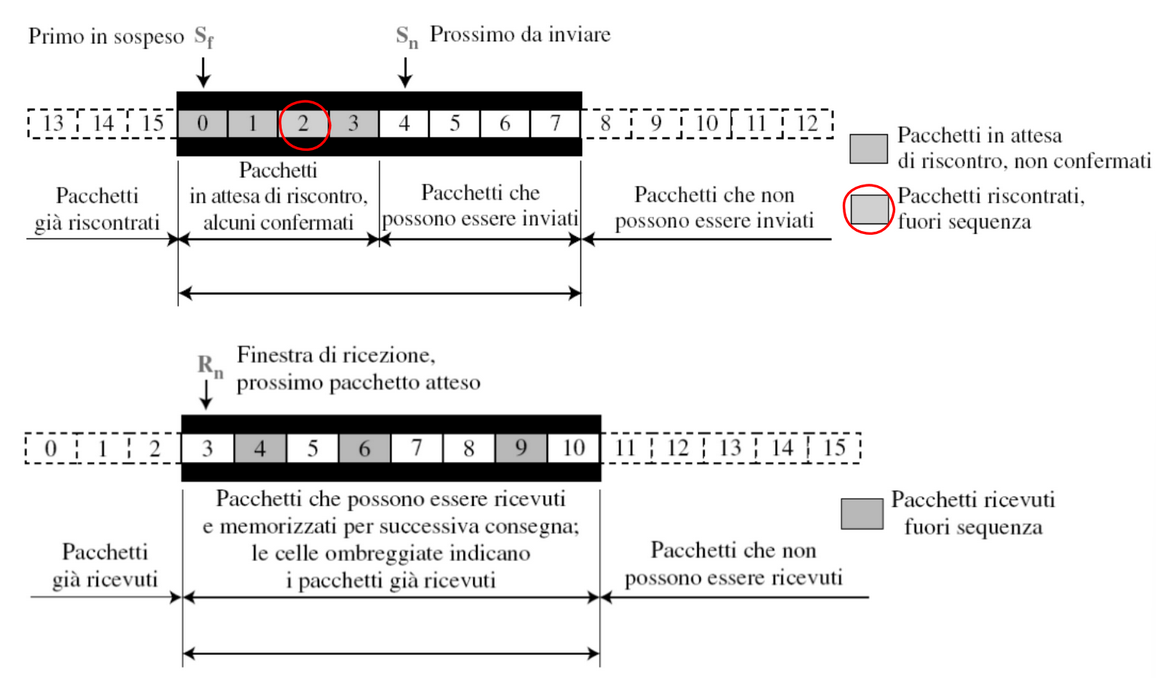 Primo in sospeso Sf
Sn Prossimo da inviare
13 14 15 0 1 2 3 4 5 6 7 8 9 10 11 12
Pacchetti in attesa
di riscontro, non confermati
Pacchetti riscontrati,
fuori sequenza
Pacchetti
già riscontrati
Pacchetti
in attesa di riscontro,
alcuni confermati
Pacchetti che
possono essere inviati
Pacchetti che non
possono essere inviati
Rn
Finestra di ricezione,
prossimo pacchetto atteso
0 1 2 3 4 5 6 7 8 9 10 11 12 13 14 15
Pacchetti ricevuti
fuori sequenza
Pacchetti
già ricevuti
Pacchetti che possono essere ricevuti
e memorizzati per successiva consegna;
le celle ombreggiate indicano
i pacchetti già ricevuti
Pacchetti che non
possono essere ricevuti